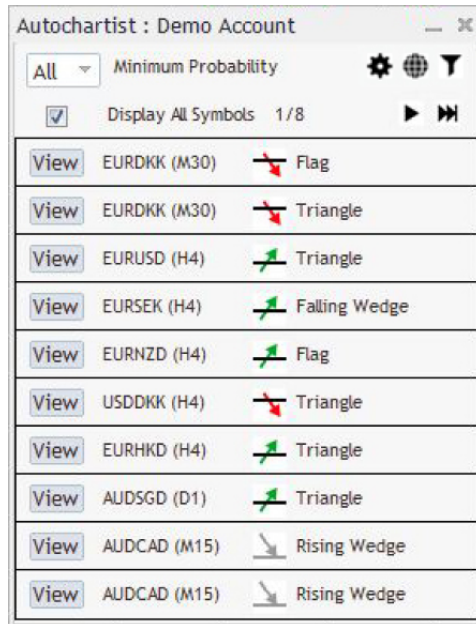 Autochartist : Demo Account
All Minimum Probability
Display All Symbols 1/8
View EURDKK (M30) Flag
View EURDKK (M30) Triangle
View EURUSD (H4) Triangle
View EURSEK (H4) Falling Wedge
View EURNZD (H4) Flag
View USDDKK (H4) Triangle
View EURHKD (H4) Triangle
View AUDSGD (D1) Triangle
View AUDCAD (M15) Rising Wedge
View AUDCAD (M15) Rising Wedge